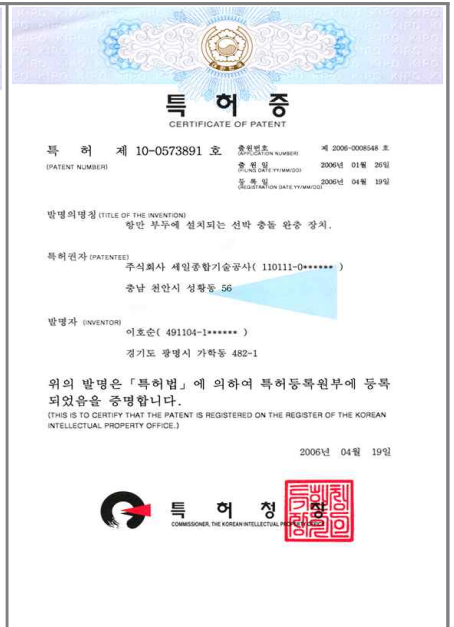 특 허 증
CERTIFICATE OF PATENT
특 허 제 10-0573891 호
(PATENT NUMBER)
출원번호 제 2006-0008548 호
(APPLICATION NUMBER)
출 원 일 2006년 01월 26일
(FILING DATE:YY/MM/DD)
등 록 일 2006년 04월 19일
(REGISTRATION DATE:YY/MM/DD)
발명의명칭 (TITLE OF THE INVENTION)
항만 부두에 설치되는 선박 충돌 완충 장치.
특허권자 (PATENTEE)
주식회사 세일종합기술공사( 110111-0****** )
충남 천안시 성황동 56
발명자 (INVENTOR)
이호순( 491104-1****** )
경기도 광명시 가학동 482-1
위의 발명은「특허법」에 의하여 특허등록원부에 등록
되었음을 증명합니다.
(THIS IS TO CERTIFY THAT THE PATENT IS REGISTERED ON THE REGISTER OF THE KOREAN
INTELLECTUAL PROPERTY OFFICE.)
2006년 04월 19일
특 허 청 장
COMMISSIONER, THE KOREAN INTELLECTUAL PROPERTY OFFICE